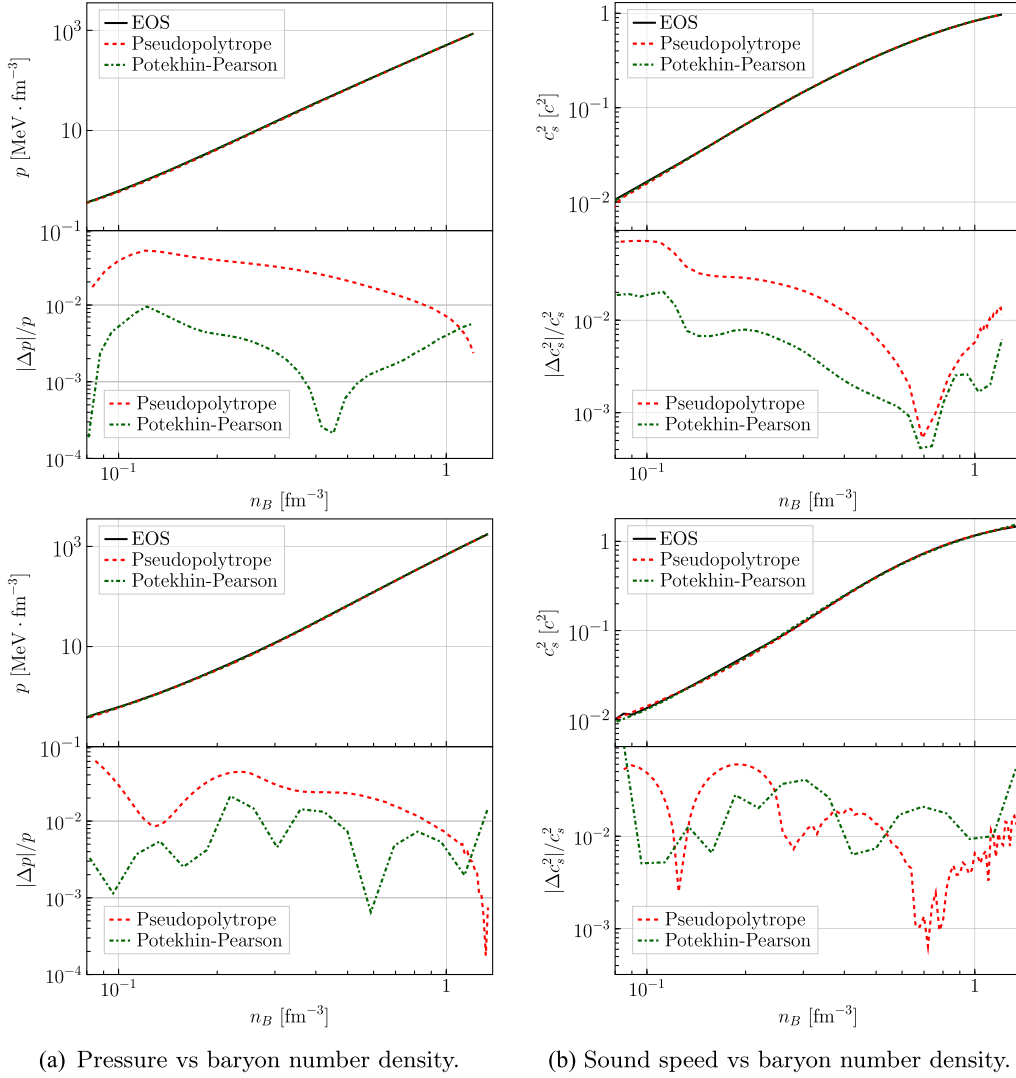 10³
10
10⁻¹
p [MeV · fm⁻³]
EOS
Pseudopolytrope
Potekhin-Pearson
10⁻²
10⁻³
10⁻⁴
|Δp|/p
Pseudopolytrope
Potekhin-Pearson
10⁻¹
1
n_B [fm⁻³]
1
10⁻¹
10⁻²
c_s² [c²]
EOS
Pseudopolytrope
Potekhin-Pearson
10⁻²
10⁻³
|Δc_s²|/c_s²
Pseudopolytrope
Potekhin-Pearson
10⁻¹
1
n_B [fm⁻³]
10³
10
10⁻¹
p [MeV · fm⁻³]
EOS
Pseudopolytrope
Potekhin-Pearson
10⁻²
10⁻³
10⁻⁴
|Δp|/p
Pseudopolytrope
Potekhin-Pearson
10⁻¹
1
n_B [fm⁻³]
1
10⁻¹
10⁻²
c_s² [c²]
EOS
Pseudopolytrope
Potekhin-Pearson
10⁻²
10⁻³
|Δc_s²|/c_s²
Pseudopolytrope
Potekhin-Pearson
10⁻¹
1
n_B [fm⁻³]
(a) Pressure vs baryon number density.
(b) Sound speed vs baryon number density.